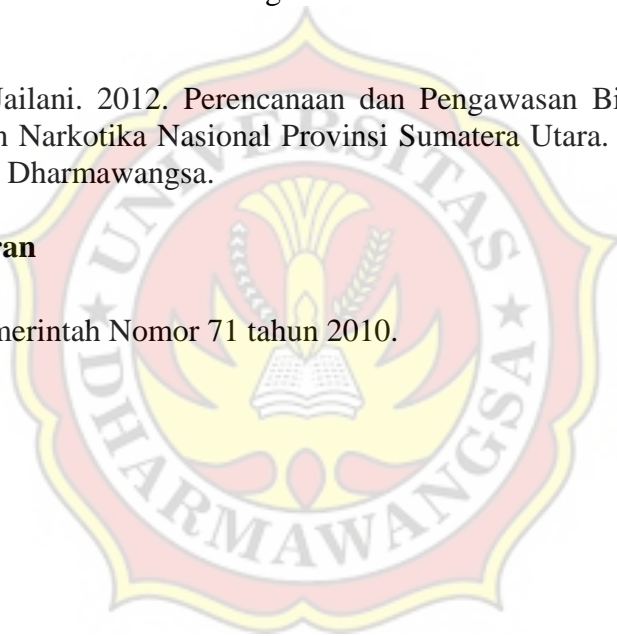 Jailani. 2012. Perencanaan dan Pengawasan Bi
n Narkotika Nasional Provinsi Sumatera Utara.
Dharmawangsa.
ran
merintah Nomor 71 tahun 2010.
UNIVERSITAS
DHARMAWANGSA